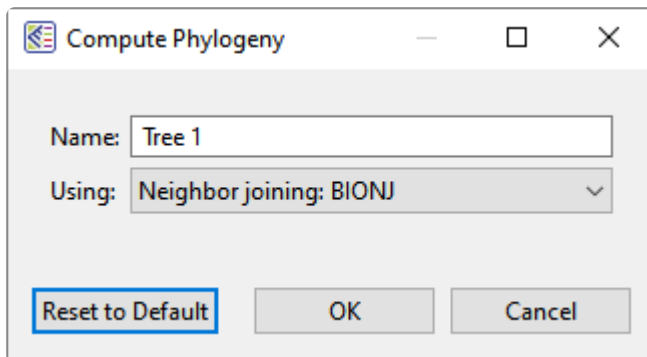 Compute Phylogeny
Name: Tree 1
Using: Neighbor joining: BIONJ
Reset to Default OK Cancel